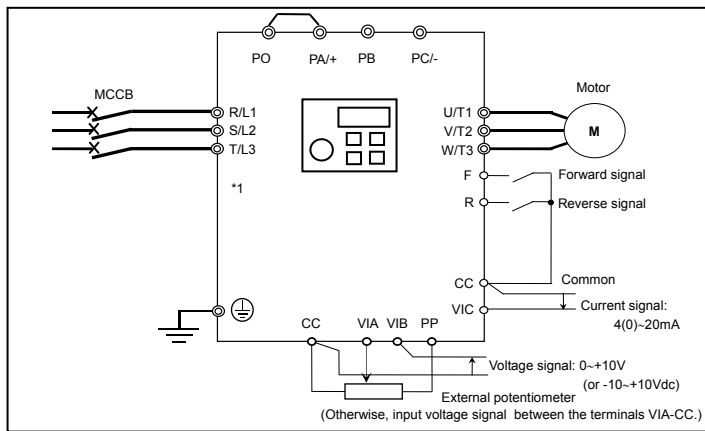 PO PA/+ PB PC/-
MCCB
Motor
R/L1
S/L2
T/L3
U/T1
V/T2
W/T3
M
*1
F
Forward signal
R
Reverse signal
CC
Common
VIC
Current signal:
4(0)~20mA
CC VIA VIB PP
Voltage signal: 0~+10V
(or -10~+10Vdc)
External potentiometer
(Otherwise, input voltage signal between the terminals VIA-CC.)